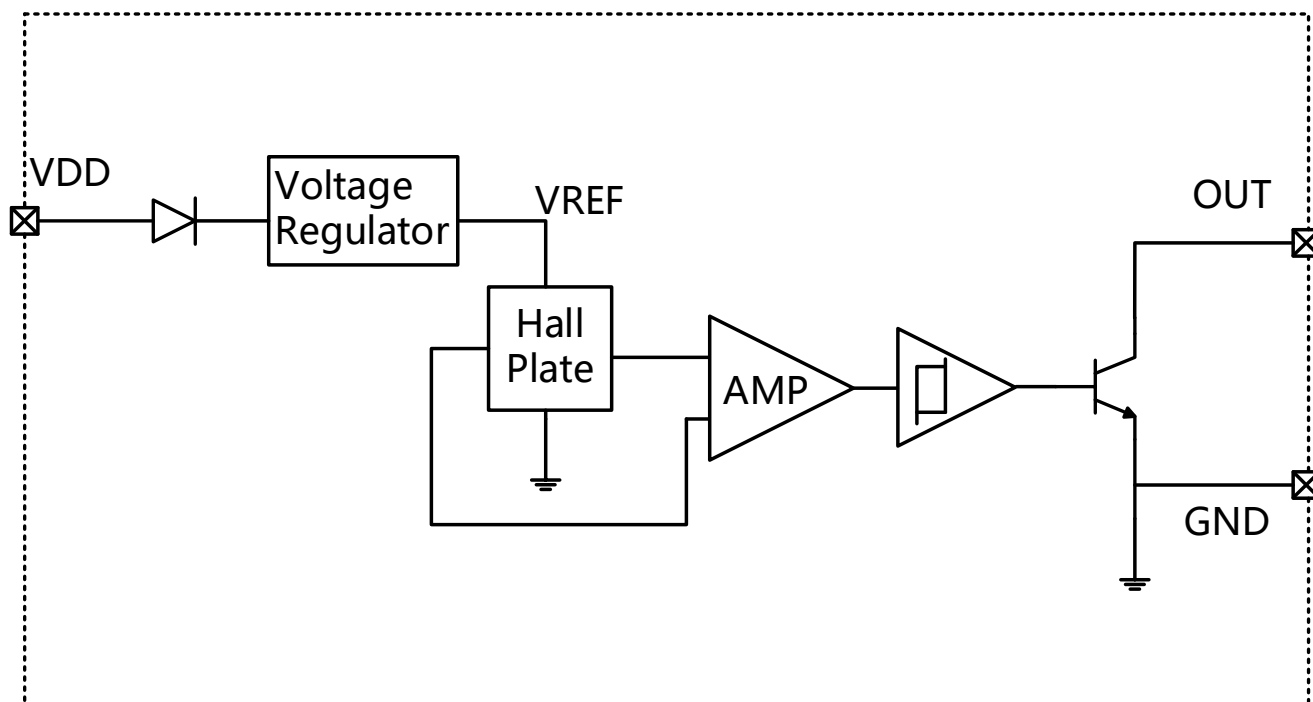 VDD
Voltage
Regulator
VREF
OUT
Hall
Plate
AMP
GND